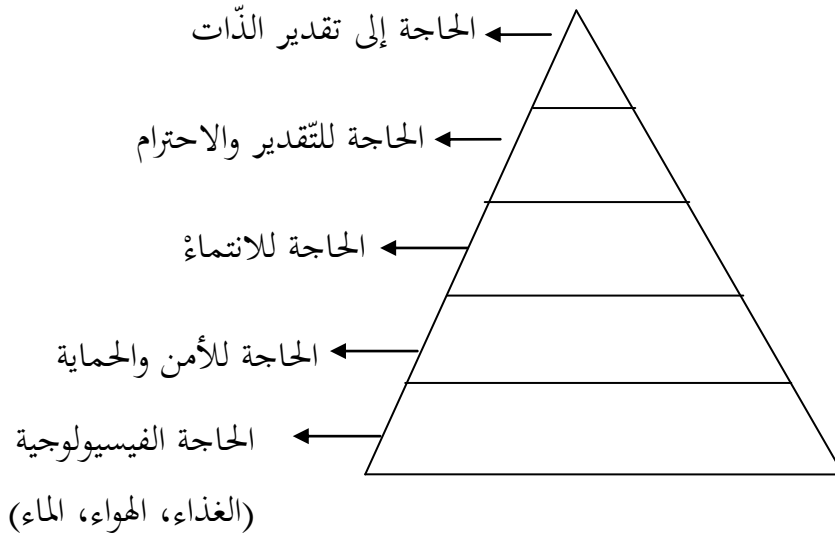 الحاجة إلى تقدير الذّات
الحاجة للتّقدير والاحترام
الحاجة للانتماءْ
الحاجة للأمن والحماية
الحاجة الفيسيولوجية
(الغذاء، الهواء، الماء)